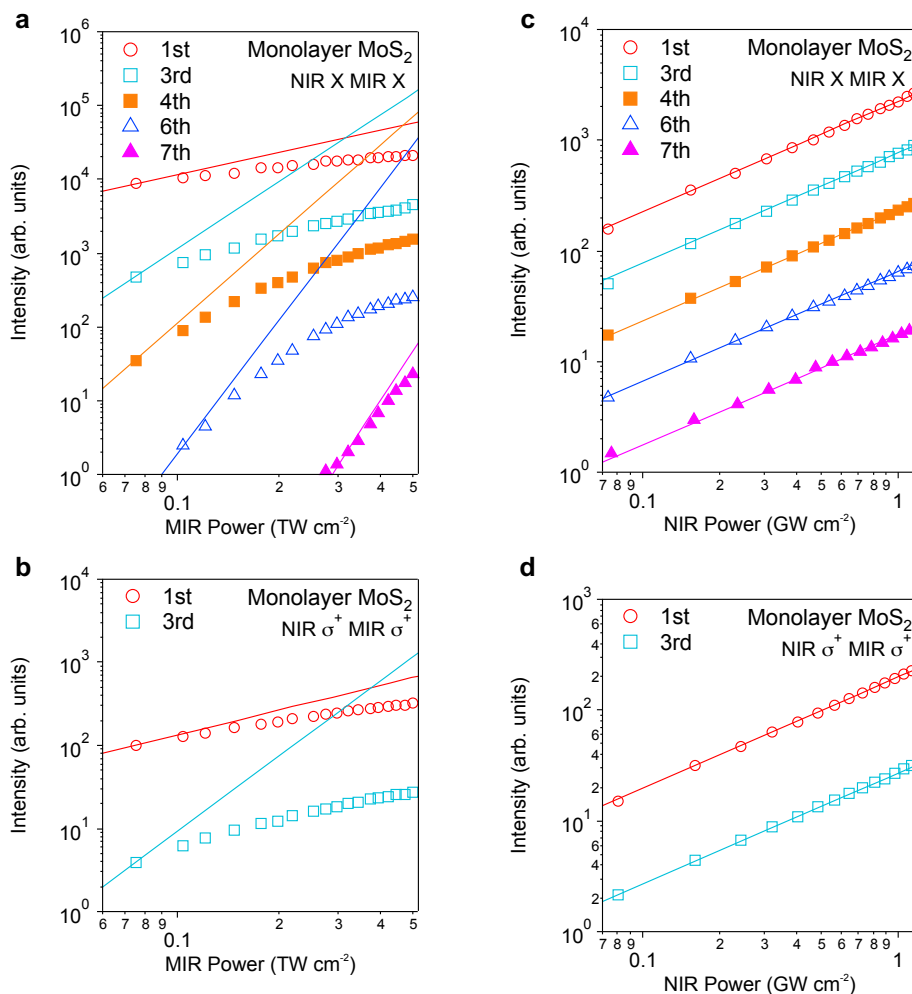 a
10^6
10^5
10^4
10^3
10^2
10^1
10^0
Intensity (arb. units)
1st
3rd
4th
6th
7th
Monolayer MoS₂
NIR X MIR X
6 7 8 9 2 3 4 5
0.1
MIR Power (TW cm⁻²)
b
10^4
10^3
10^2
10^1
10^0
Intensity (arb. units)
1st
3rd
Monolayer MoS₂
NIR σ⁺ MIR σ⁺
6 7 8 9 2 3 4 5
0.1
MIR Power (TW cm⁻²)
c
10^4
10^3
10^2
10^1
10^0
Intensity (arb. units)
1st
3rd
4th
6th
7th
Monolayer MoS₂
NIR X MIR X
7 8 9 2 3 4 5 6 7 8 9
0.1 1
NIR Power (GW cm⁻²)
d
10^3
6
4
2
10^2
6
4
2
10^1
6
4
2
10^0
Intensity (arb. units)
1st
3rd
Monolayer MoS₂
NIR σ⁺ MIR σ⁺
7 8 9 2 3 4 5 6 7 8 9
0.1 1
NIR Power (GW cm⁻²)